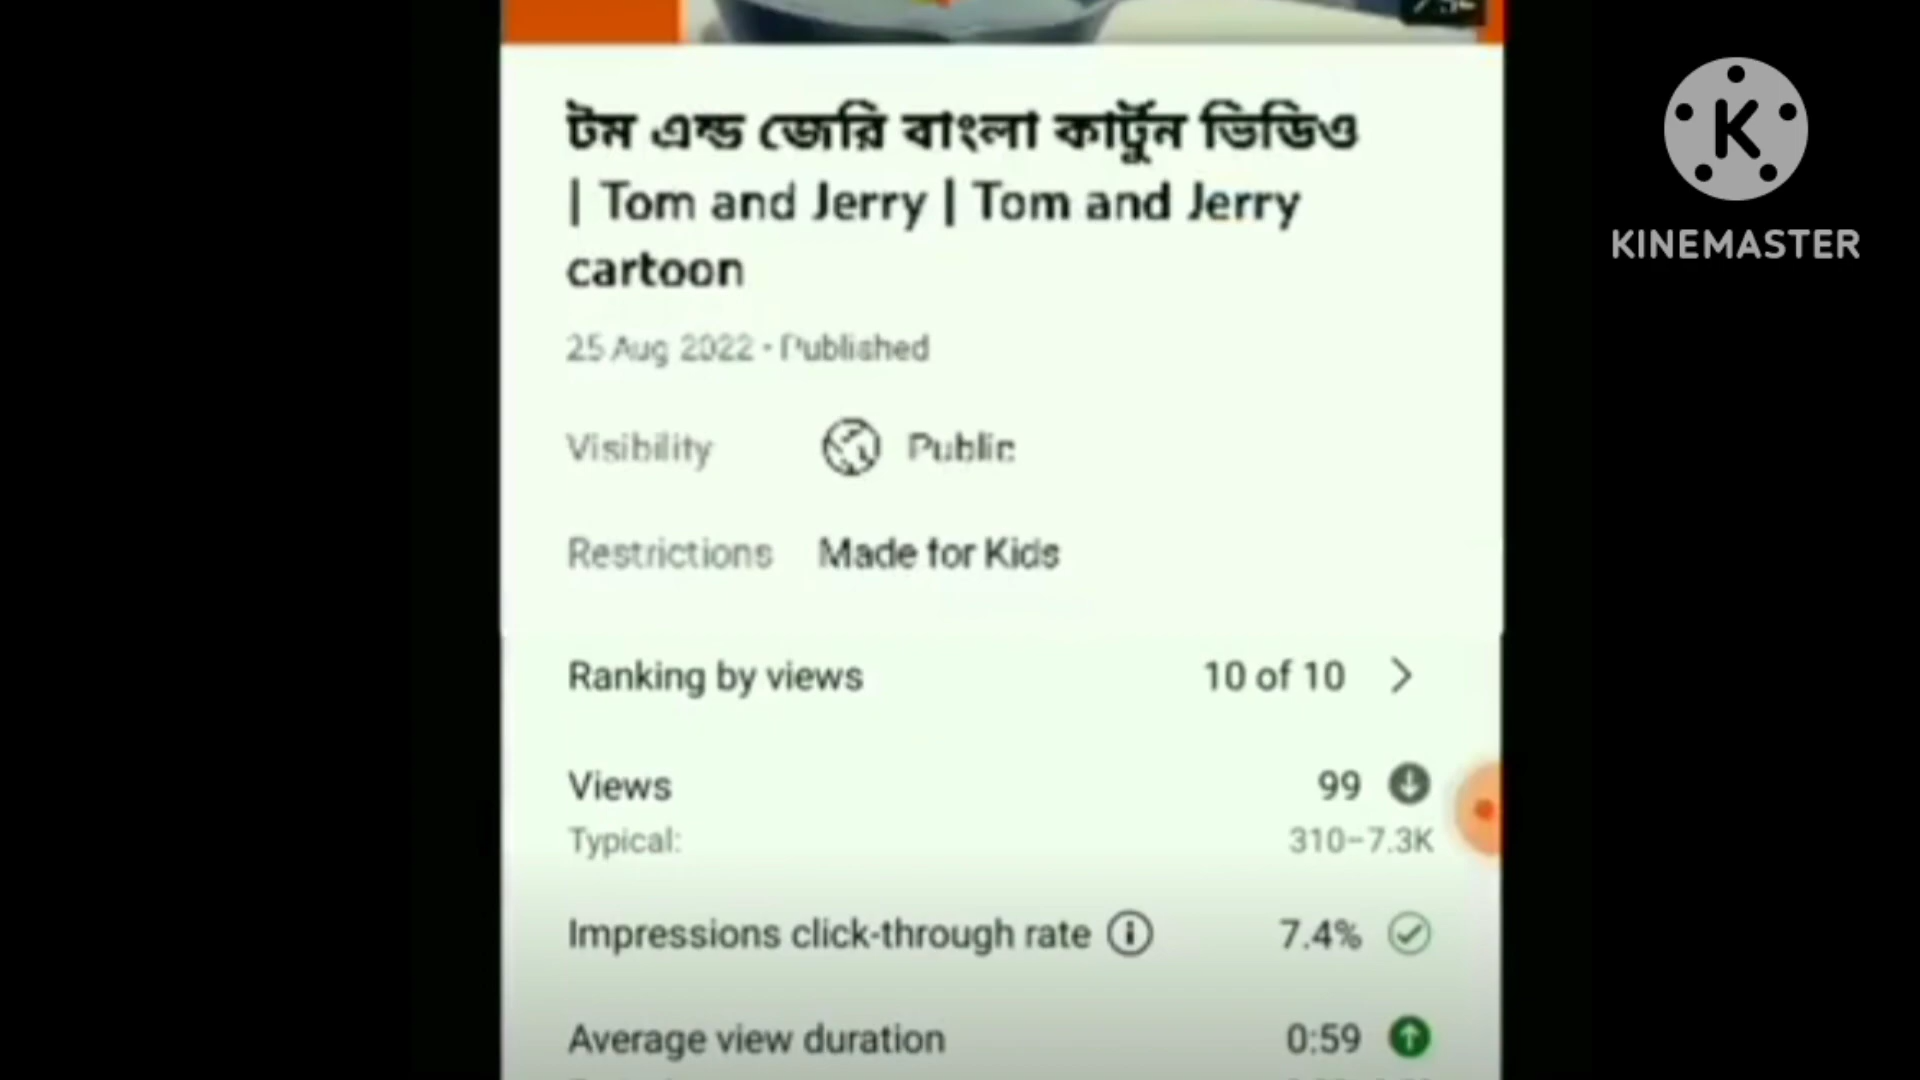 টম এন্ড জেরি বাংলা কার্টুন ভিডিও
| Tom and Jerry | Tom and Jerry
cartoon
25 Aug 2022 · Published
Visibility Public
Restrictions Made for Kids
Ranking by views 10 of 10
Views 99
Typical: 310–7.3K
Impressions click-through rate 7.4%
Average view duration 0:59
K
KINEMASTER